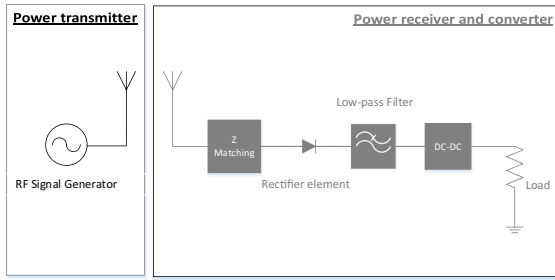 Power transmitter
Power receiver and converter
Low-pass Filter
Z
Matching
DC-DC
RF Signal Generator
Rectifier element
Load